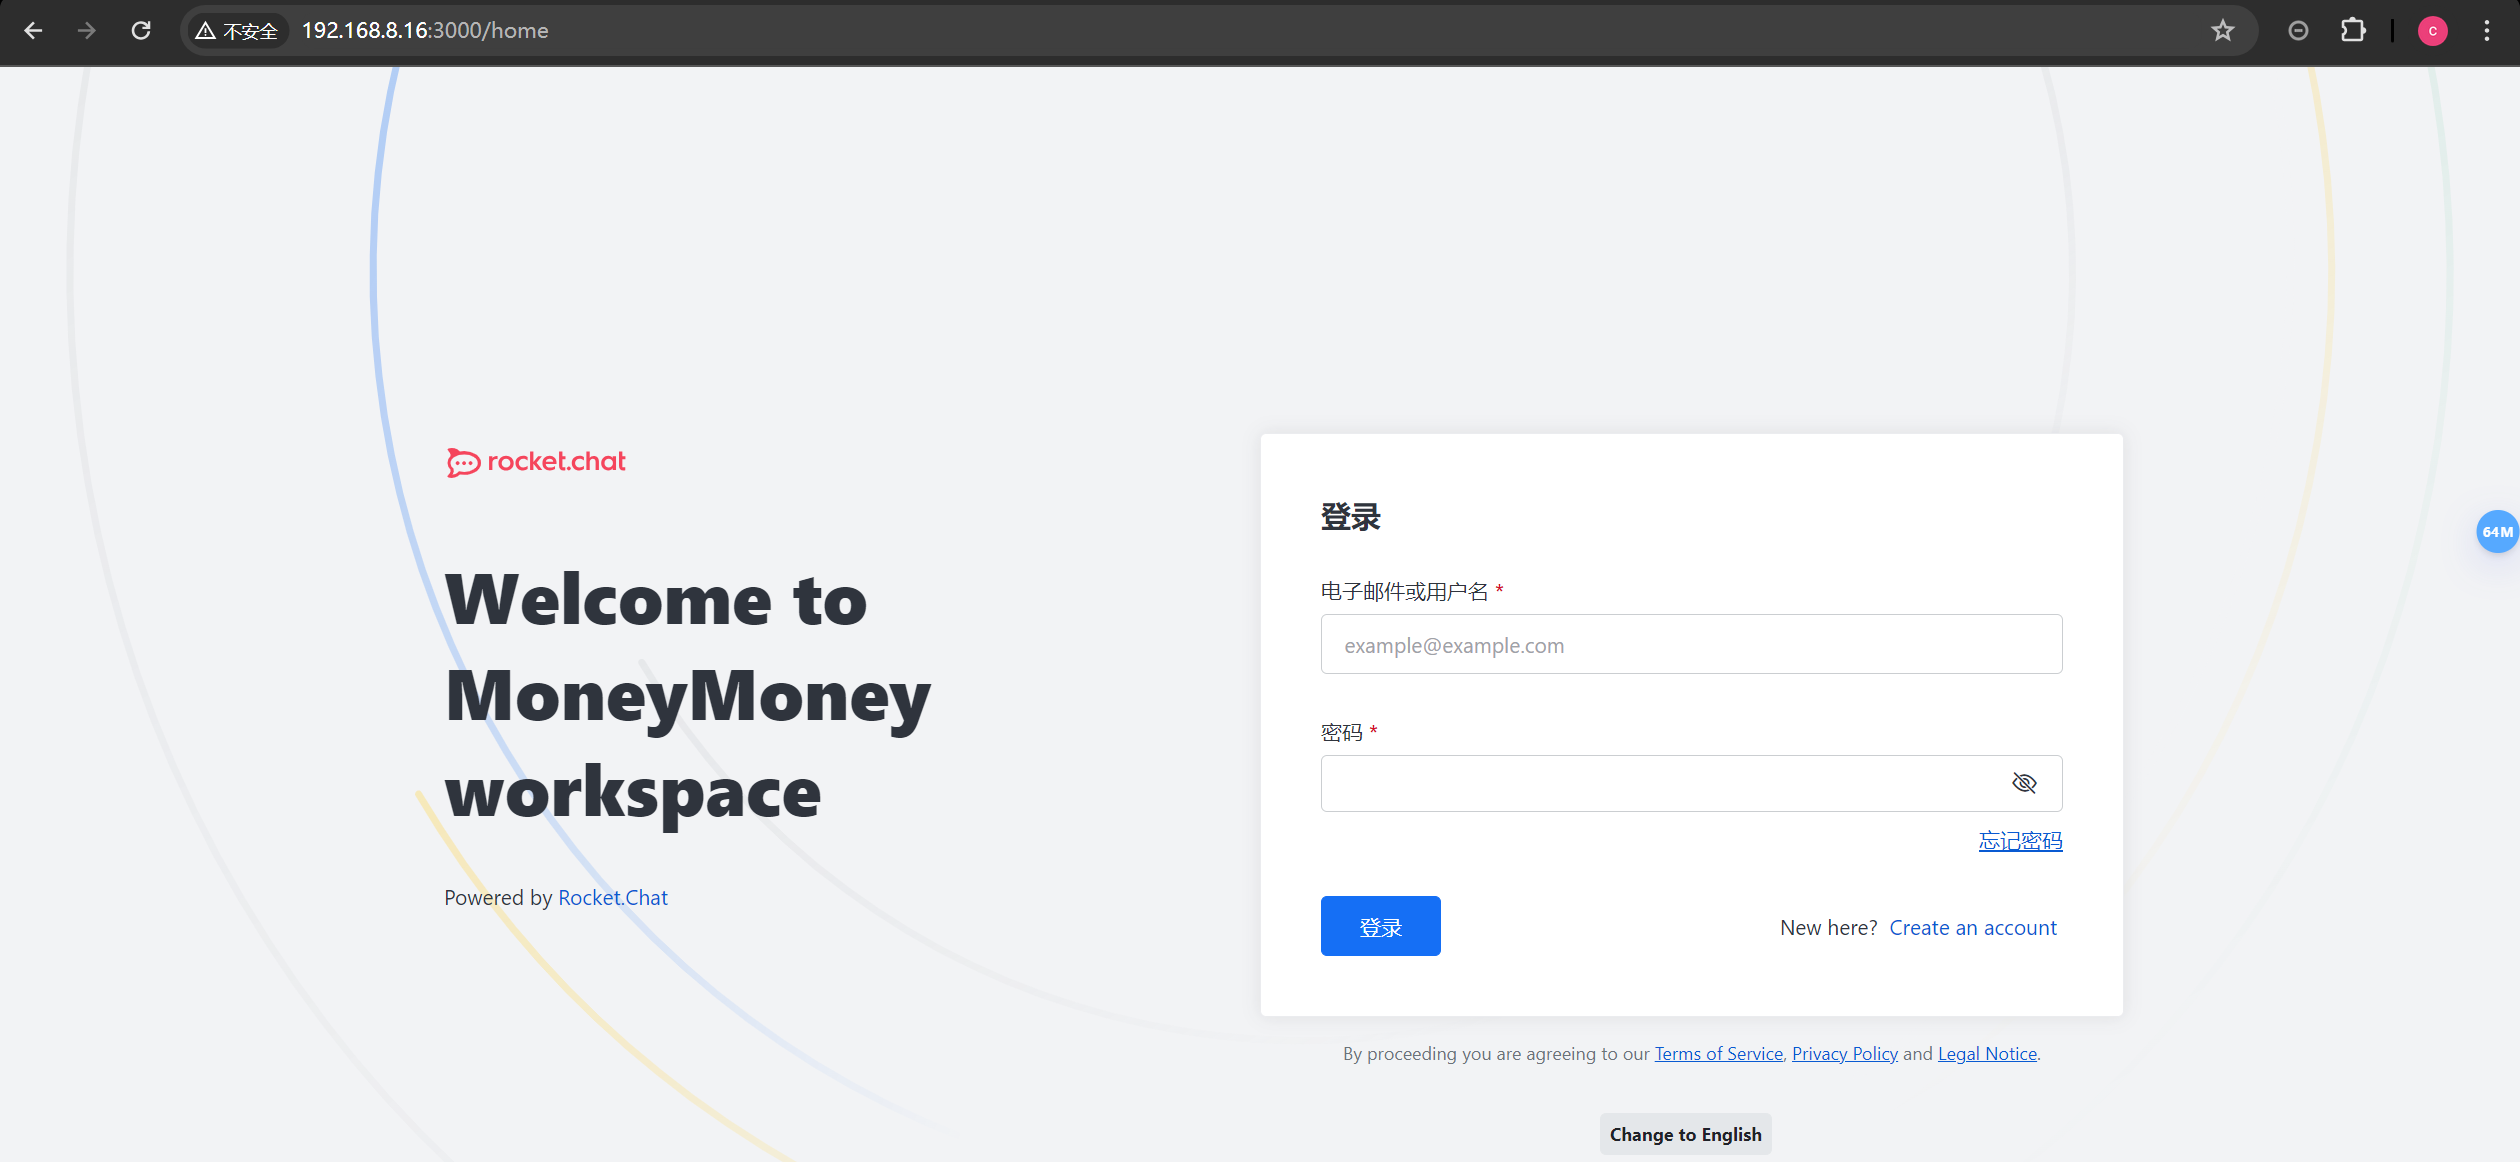 不安全 192.168.8.16:3000/home
C
rocket.chat
Welcome to
MoneyMoney
workspace
Powered by Rocket.Chat
登录
电子邮件或用户名 *
example@example.com
密码 *
忘记密码
登录
New here? Create an account
By proceeding you are agreeing to our Terms of Service, Privacy Policy and Legal Notice.
Change to English
64M